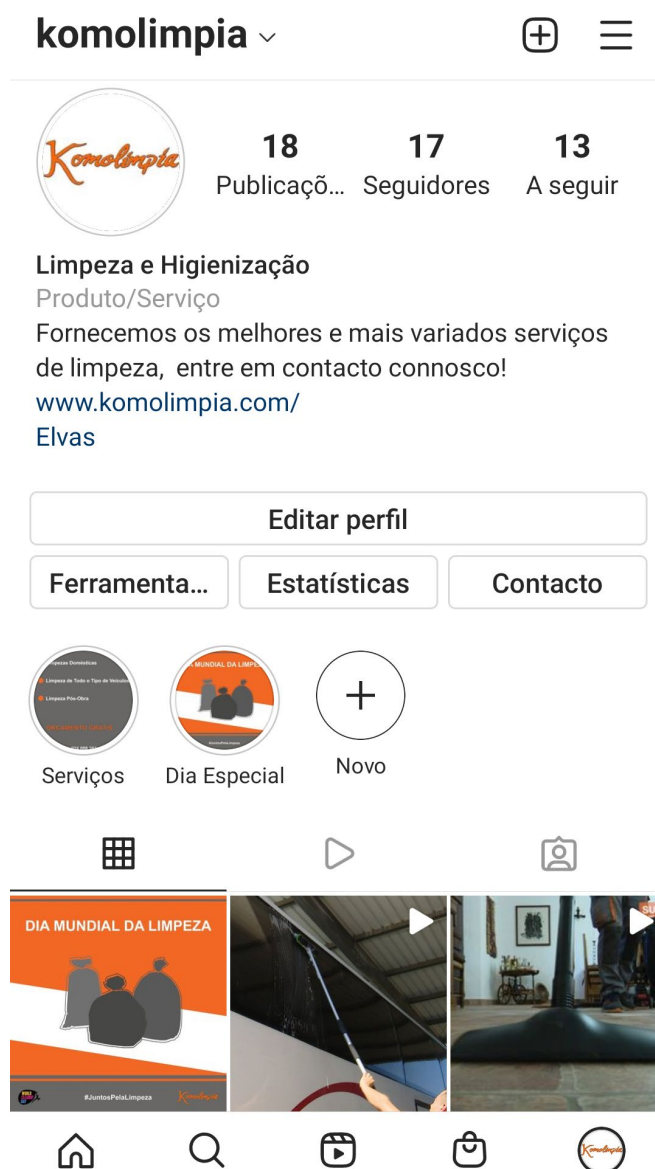 komolimpia
Komolimpia
18
17
13
Publicaçõ...
Seguidores
A seguir
Limpeza e Higienização
Produto/Serviço
Fornecemos os melhores e mais variados serviços
de limpeza,  entre em contacto connosco!
www.komolimpia.com/
Elvas
Editar perfil
Ferramenta...
Estatísticas
Contacto
Limpeza de Todo o Tipo de Veículos
Limpeza Pós-Obra
MUNDIAL DA LIMPE
Serviços
Dia Especial
Novo
DIA MUNDIAL DA LIMPEZA
#JuntosPelaLimpeza
Komolimpia
SU
Komolimpia